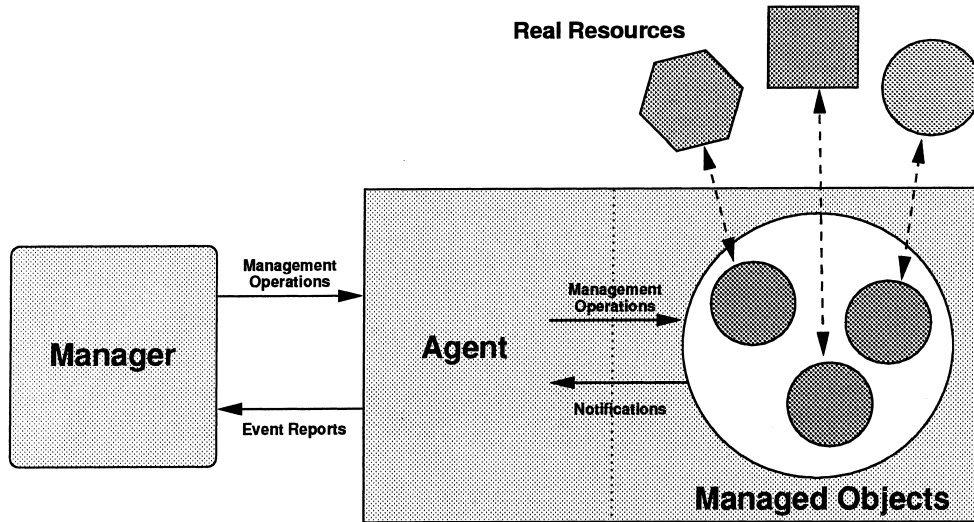 Real Resources
Management
Operations
Management
Operations
Manager
Agent
Notifications
Event Reports
Managed Objects